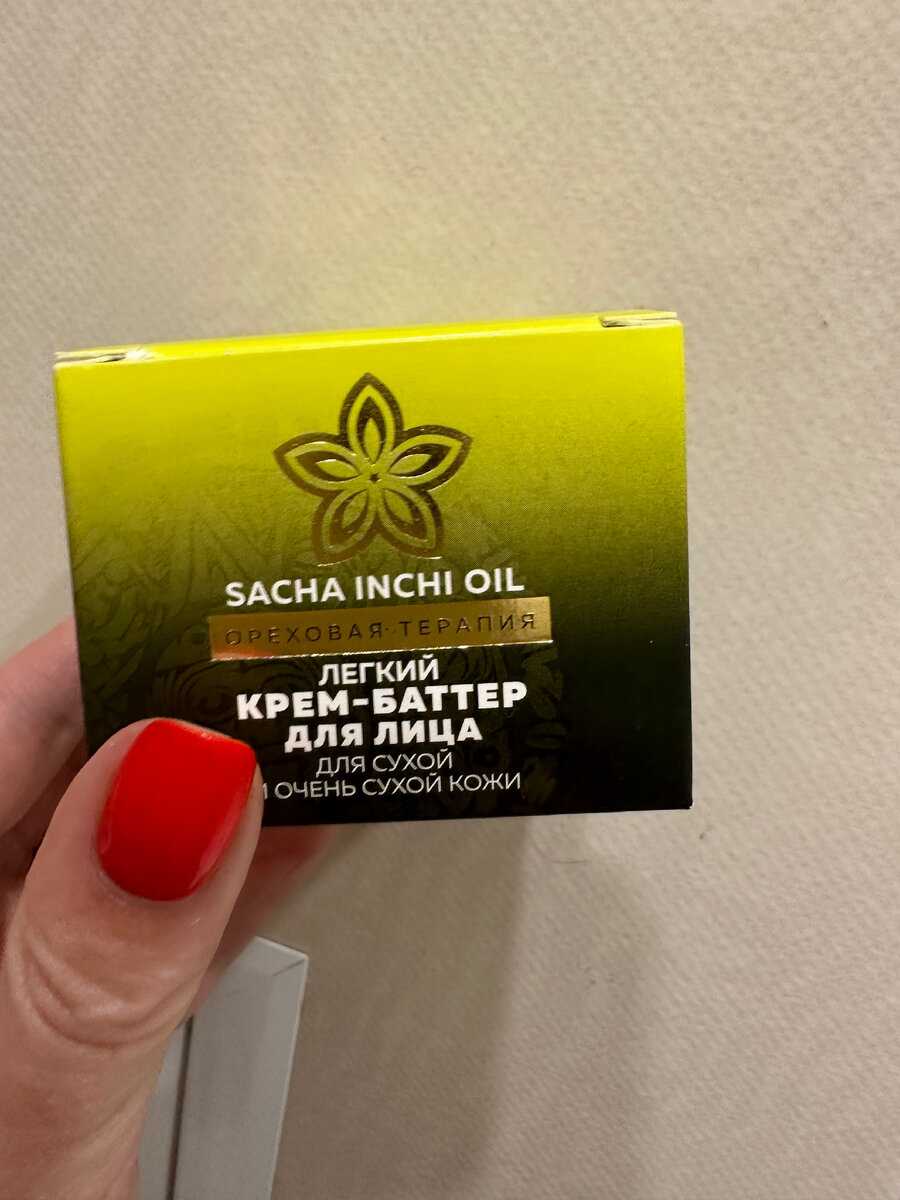 SACHA INCHI OIL
ОРЕХОВАЯ·ТЕРАПИЯ
ЛЕГКИЙ
КРЕМ-БАТТЕР
ДЛЯ ЛИЦА
ДЛЯ СУХОЙ
И ОЧЕНЬ СУХОЙ КОЖИ